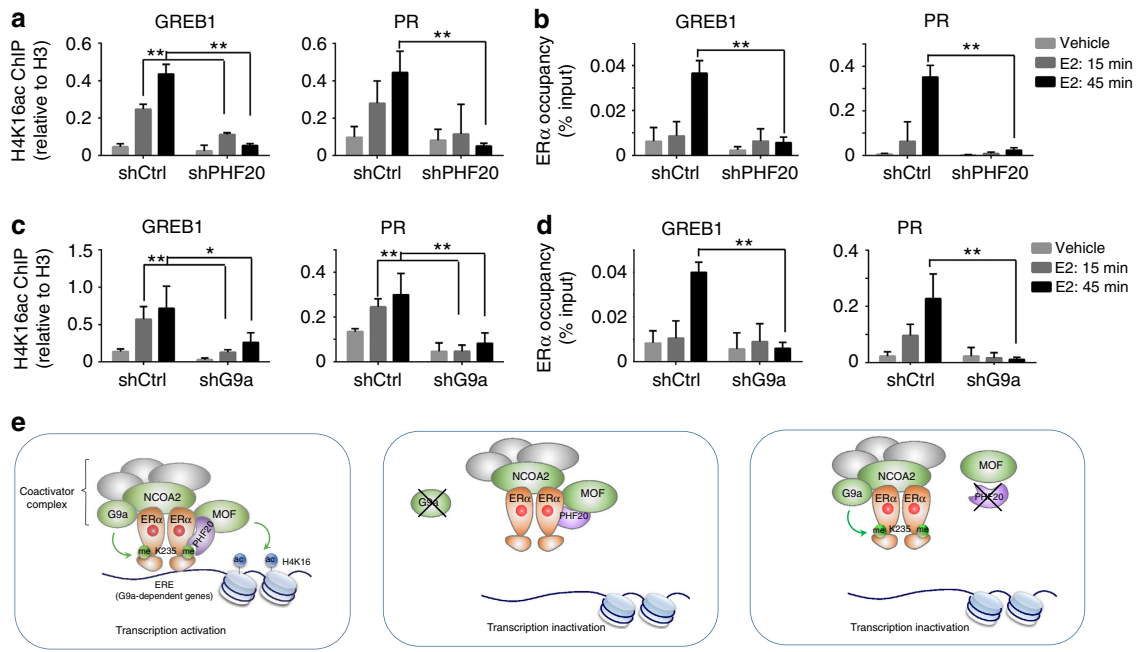 a
GREB1
PR
H4K16ac ChIP
(relative to H3)
0.6
0.4
0.2
0
**
**
shCtrl
shPHF20
0.6
0.4
0.2
0
**
shCtrl
shPHF20
b
GREB1
PR
ERα occupancy
(% input)
0.04
0.02
0
**
shCtrl
shPHF20
0.4
0.2
0
**
shCtrl
shPHF20
Vehicle
E2: 15 min
E2: 45 min
c
GREB1
PR
H4K16ac ChIP
(relative to H3)
1.5
1.0
0.5
0
**
*
shCtrl
shG9a
0.4
0.2
0
**
**
shCtrl
shG9a
d
GREB1
PR
ERα occupancy
(% input)
0.04
0.02
0
**
shCtrl
shG9a
0.4
0.2
0
**
shCtrl
shG9a
Vehicle
E2: 15 min
E2: 45 min
e
Coactivator
complex
NCOA2
G9a
ERα
ERα
MOF
PHF20
me
K235
me
ac
ac
H4K16
ERE
(G9a-dependent genes)
Transcription activation
G9a
NCOA2
ERα
ERα
MOF
PHF20
Transcription inactivation
NCOA2
G9a
ERα
ERα
me
K235
me
MOF
PHF20
Transcription inactivation